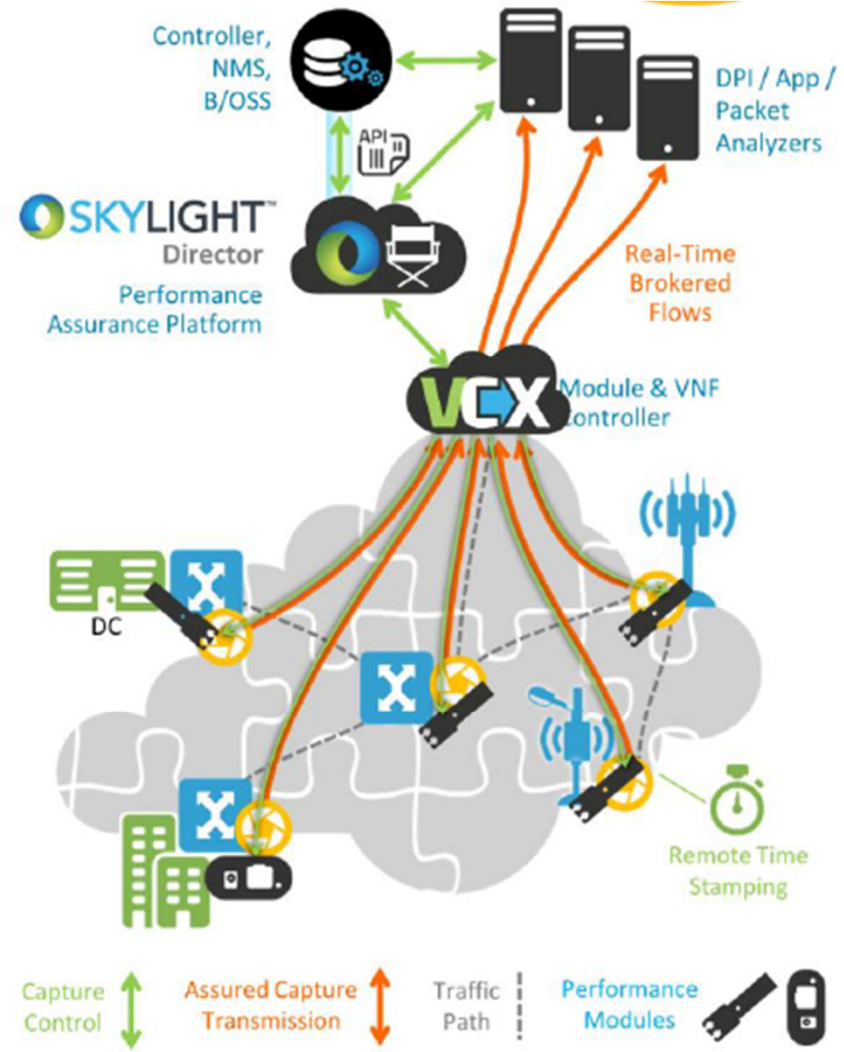 Controller,
NMS,
B/OSS
API
DPI / App /
Packet
Analyzers
SKYLIGHT™
Director
Performance
Assurance Platform
Real-Time
Brokered
Flows
VCX
Module & VNF
Controller
DC
Remote Time
Stamping
Capture
Control
Assured Capture
Transmission
Traffic
Path
Performance
Modules